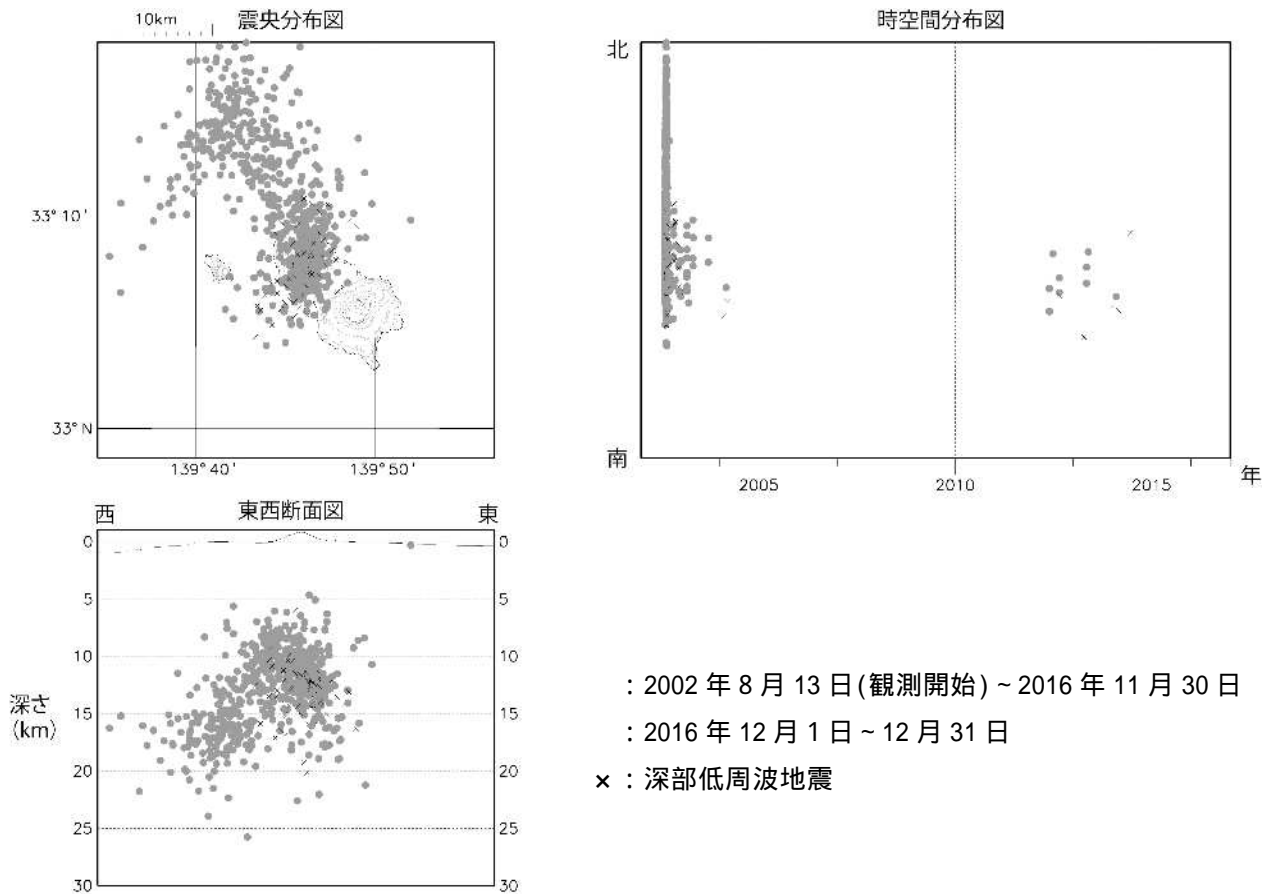 10km
震央分布図
33°10'
33°N
139°40'
139°50'
時空間分布図
北
南
2005
2010
2015
年
西
東西断面図
東
0
0
5
5
10
10
15
15
20
20
25
25
30
30
深さ
(km)
：2002 年 8 月 13 日(観測開始)～2016 年 11 月 30 日
：2016 年 12 月 1 日～12 月 31 日
×：深部低周波地震